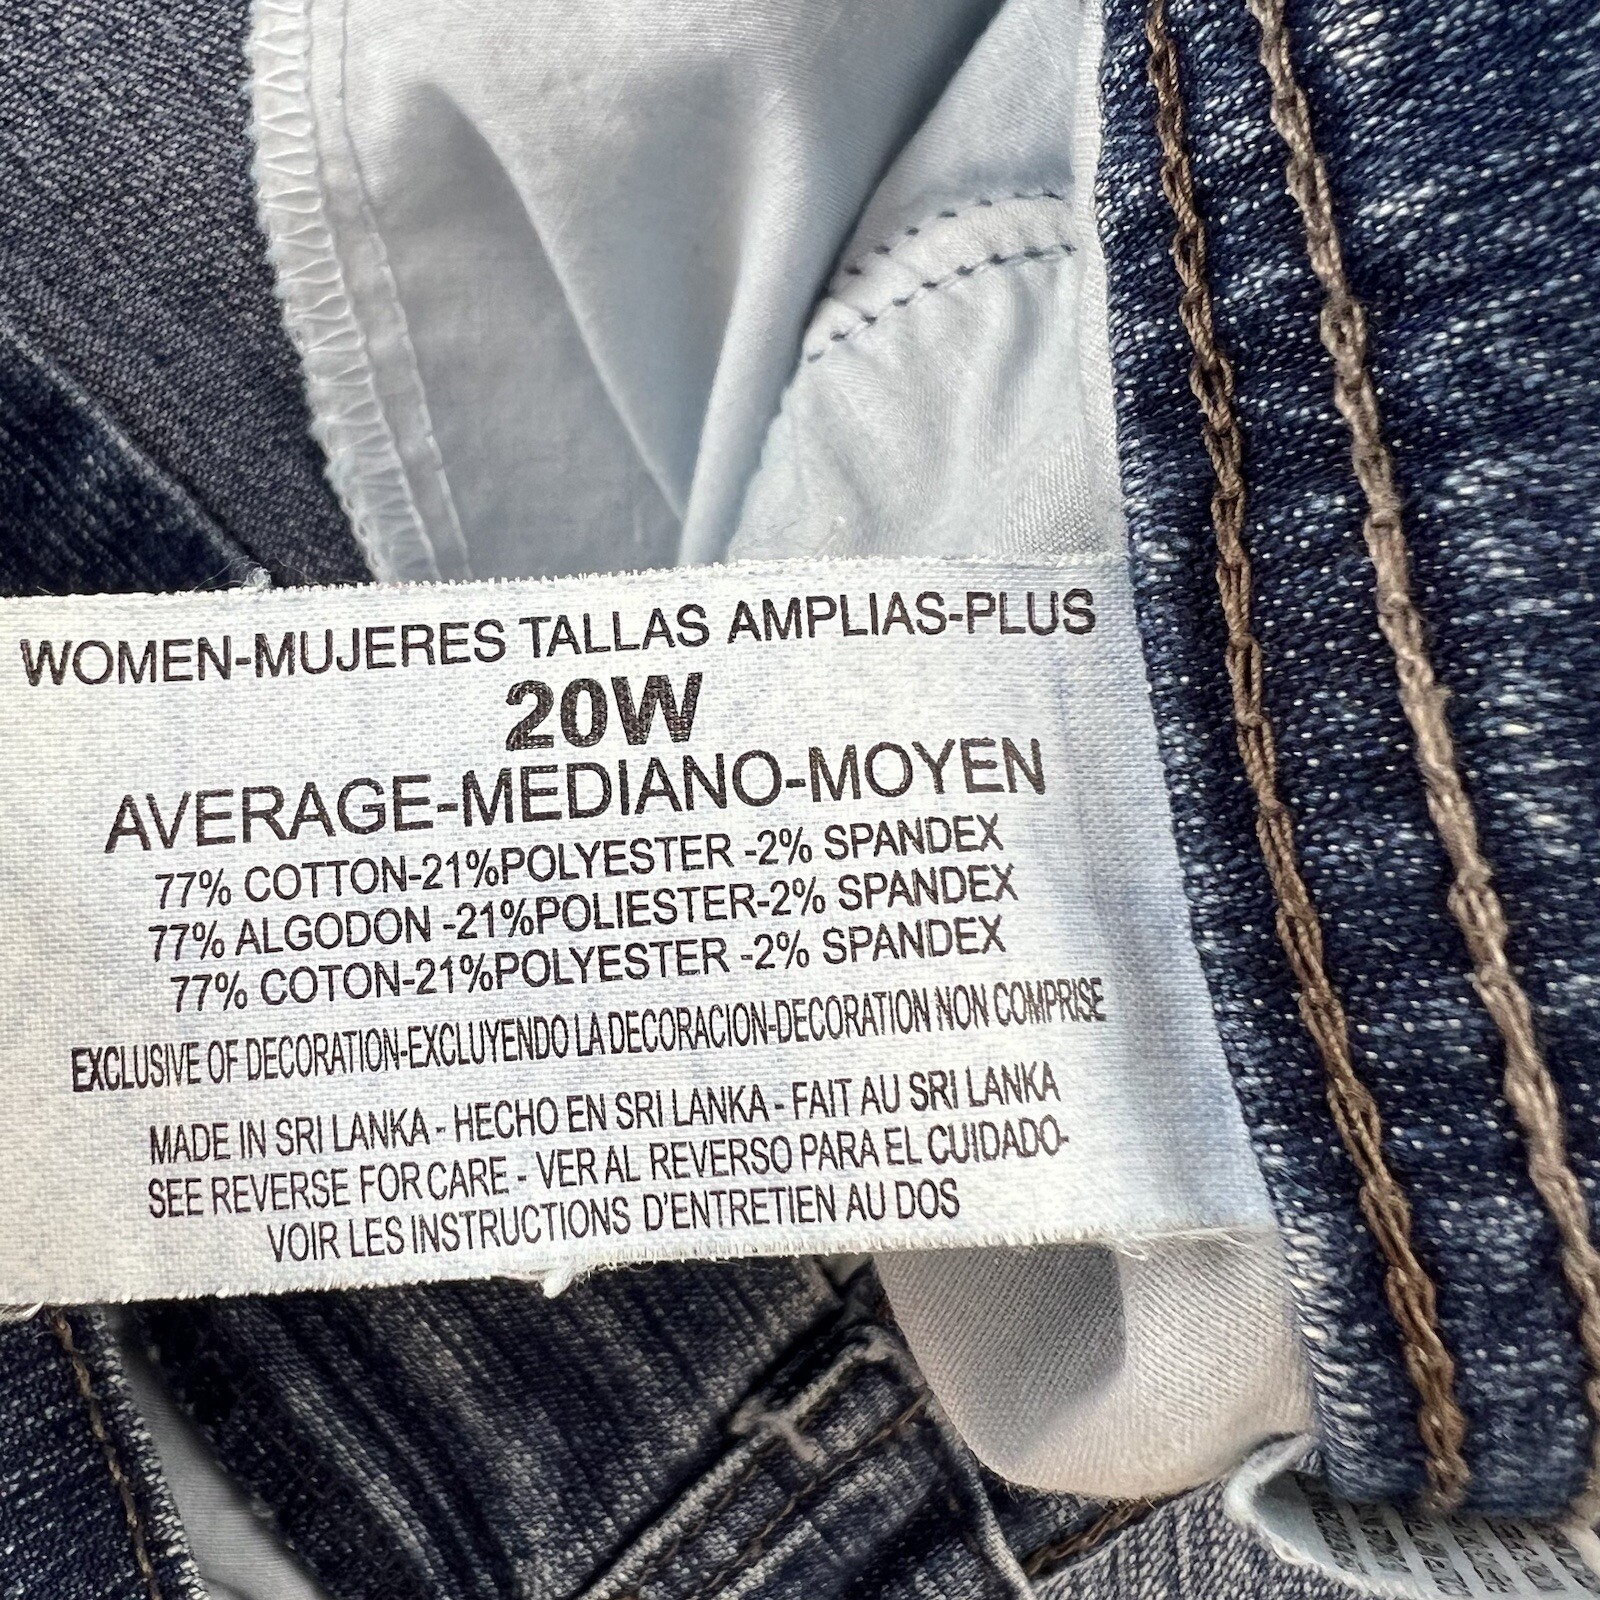 WOMEN-MUJERES TALLAS AMPLIAS-PLUS
20W
AVERAGE-MEDIANO-MOYEN
77% COTTON-21%POLYESTER -2% SPANDEX
77% ALGODON -21%POLIESTER-2% SPANDEX
77% COTON-21%POLYESTER -2% SPANDEX
EXCLUSIVE OF DECORATION-EXCLUYENDO LA DECORACION-DECORATION NON COMPRISE
MADE IN SRI LANKA - HECHO EN SRI LANKA - FAIT AU SRI LANKA
SEE REVERSE FOR CARE - VER AL REVERSO PARA EL CUIDADO-
VOIR LES INSTRUCTIONS D'ENTRETIEN AU DOS